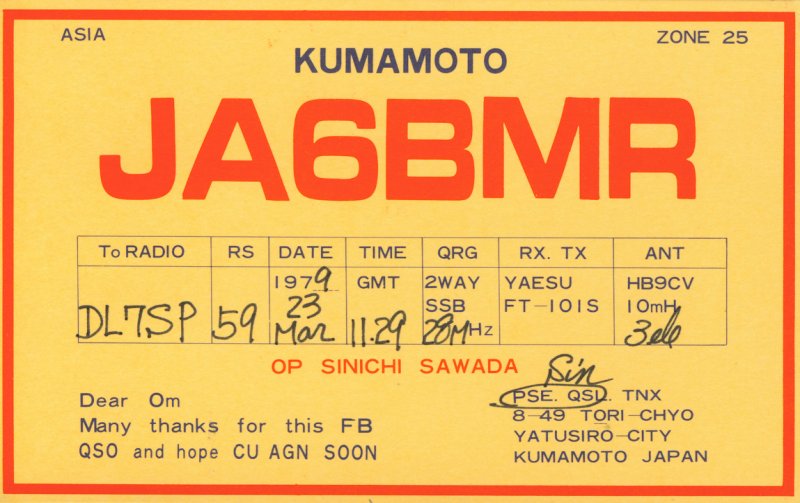 ASIA ZONE 25
KUMAMOTO
JA6BMR
To RADIO RS DATE TIME QRG RX. TX ANT
1979 GMT 2WAY YAESU HB9CV
DL7SP 59 23 SSB FT-101S 10mH
Mar 11.29 28MHz 3ele
OP SINICHI SAWADA
Sin
Dear Om PSE. QSL. TNX
8-49 TORI-CHYO
Many thanks for this FB YATUSIRO-CITY
QSO and hope CU AGN SOON KUMAMOTO JAPAN